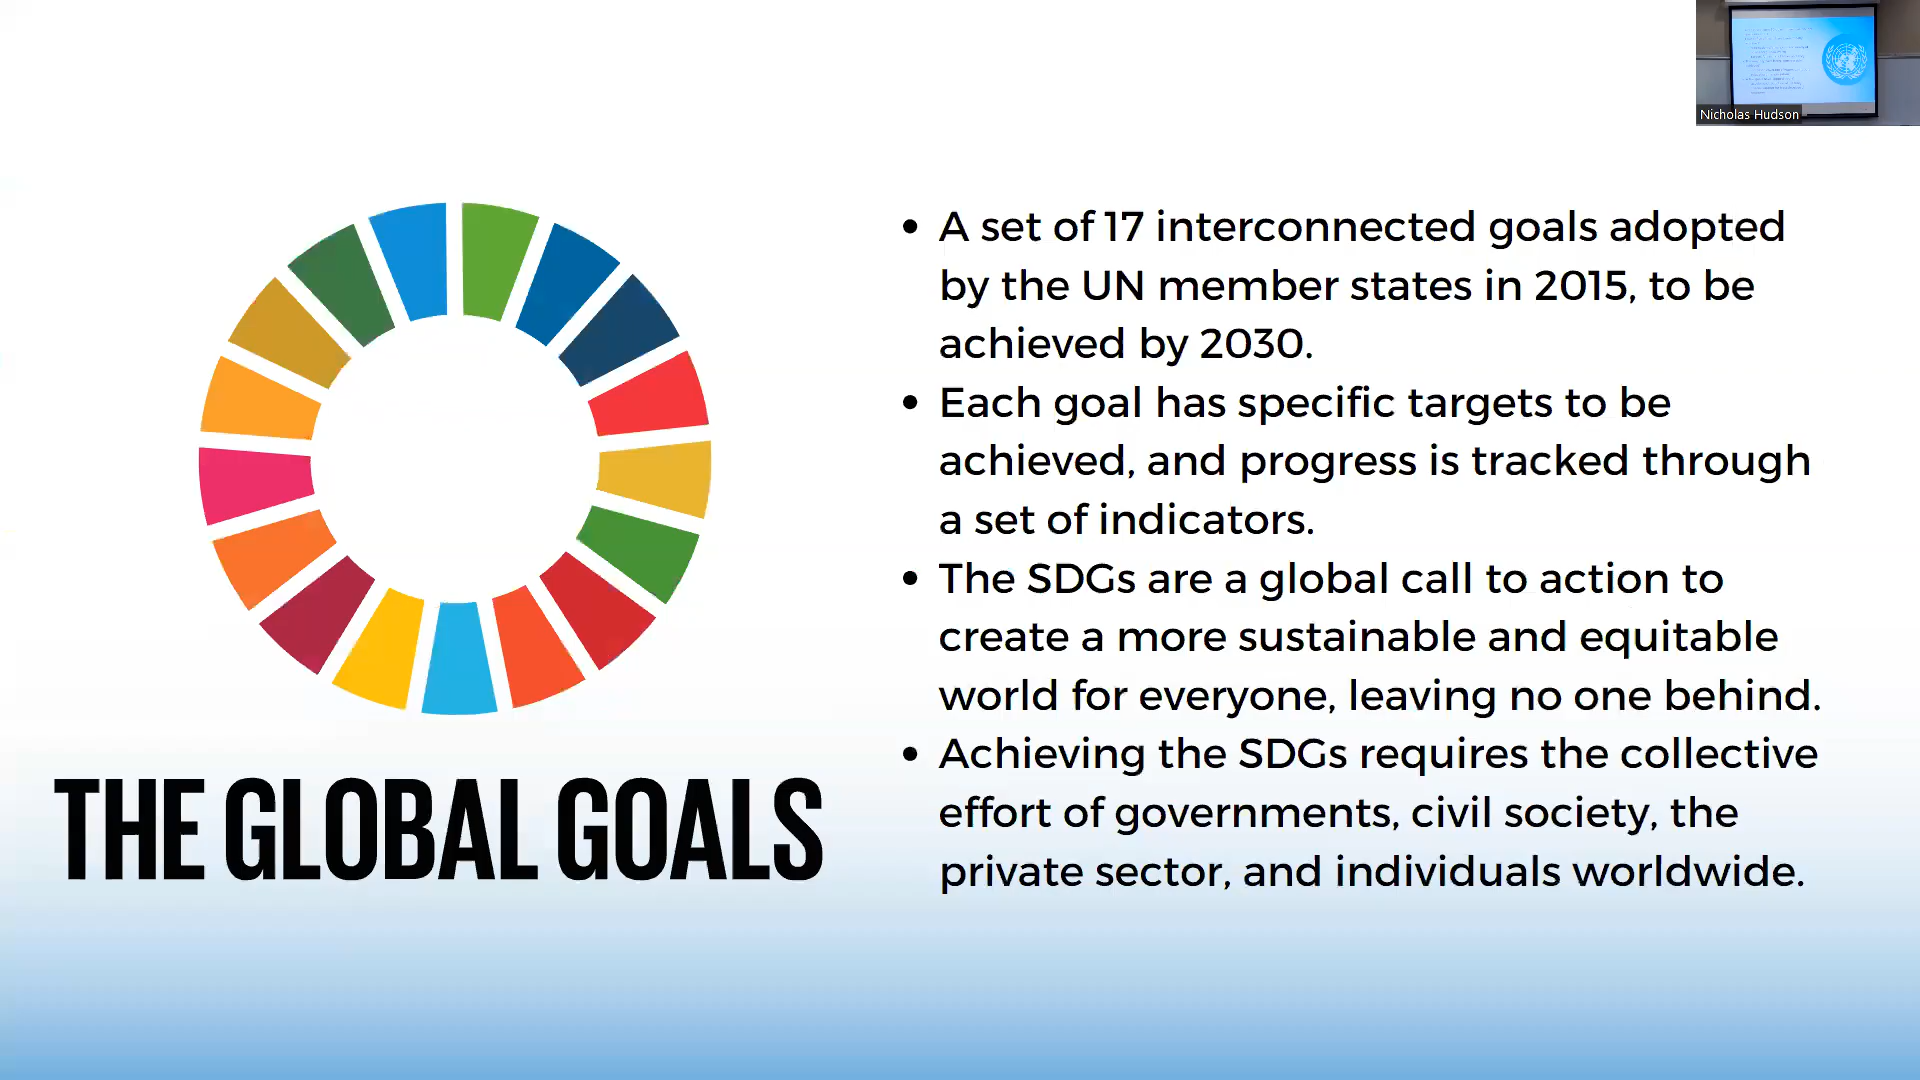 Nicholas Hudson
• A set of 17 interconnected goals adopted
by the UN member states in 2015, to be
achieved by 2030.
• Each goal has specific targets to be
achieved, and progress is tracked through
a set of indicators.
• The SDGs are a global call to action to
create a more sustainable and equitable
world for everyone, leaving no one behind.
• Achieving the SDGs requires the collective
effort of governments, civil society, the
private sector, and individuals worldwide.
THE GLOBAL GOALS